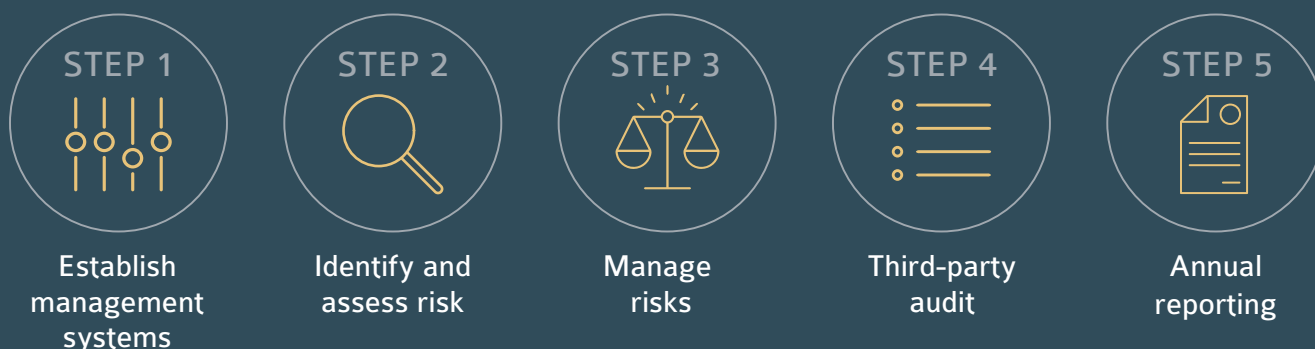 STEP 1
Establish
management
systems
STEP 2
Identify and
assess risk
STEP 3
Manage
risks
STEP 4
Third-party
audit
STEP 5
Annual
reporting